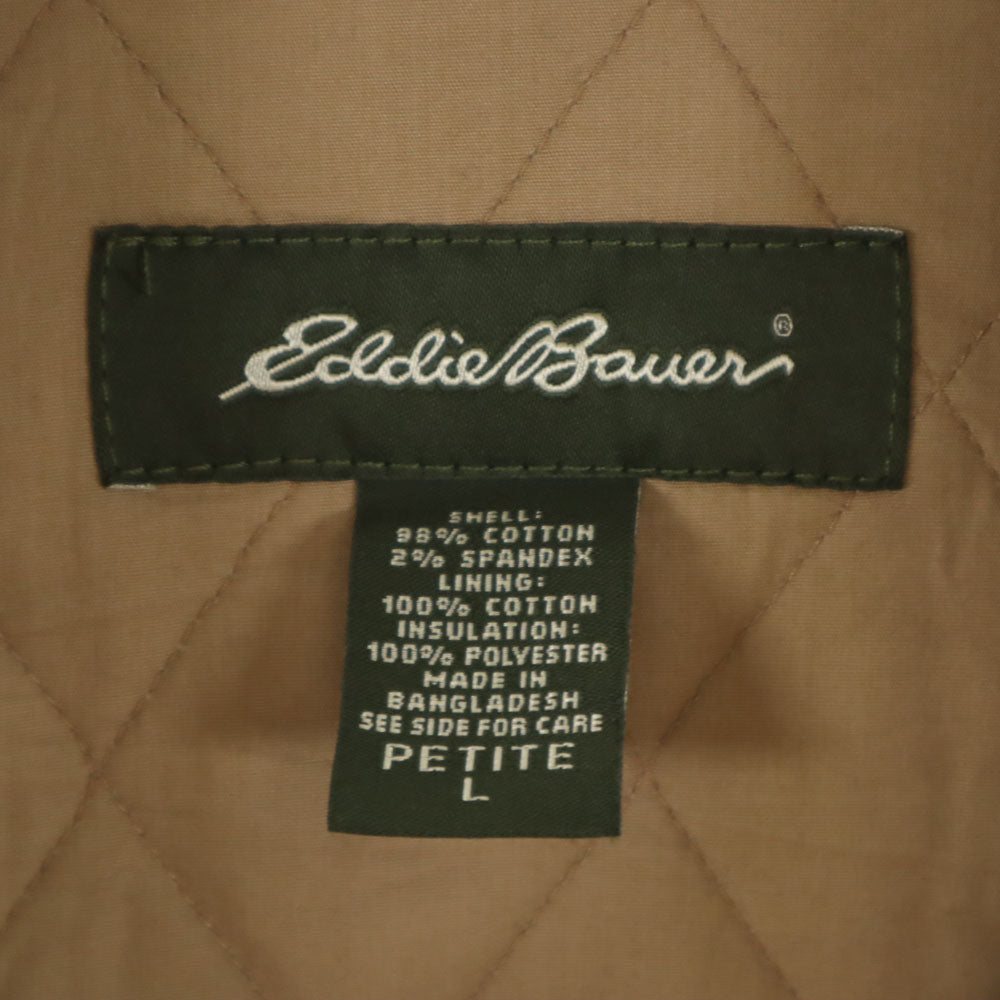 Eddie Bauer ®
SHELL:
98% COTTON
2% SPANDEX
LINING:
100% COTTON
INSULATION:
100% POLYESTER
MADE IN
BANGLADESH
SEE SIDE FOR CARE
PETITE
L